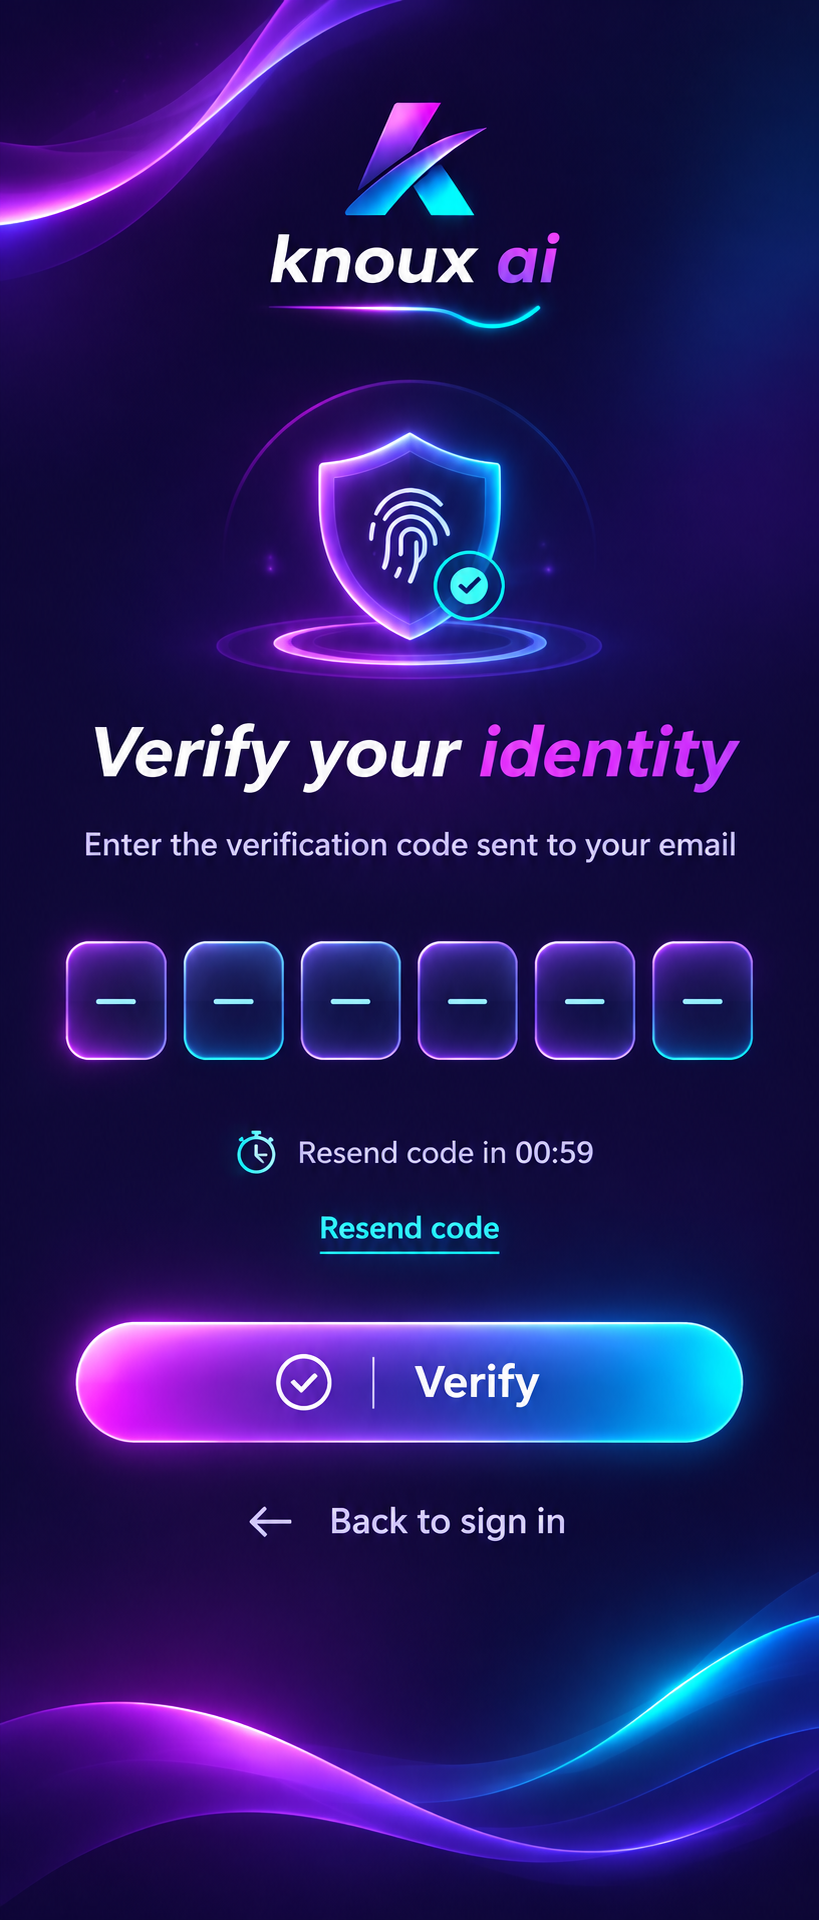 knoux ai
Verify your identity
Enter the verification code sent to your email
Resend code in 00:59
Resend code
Verify
Back to sign in